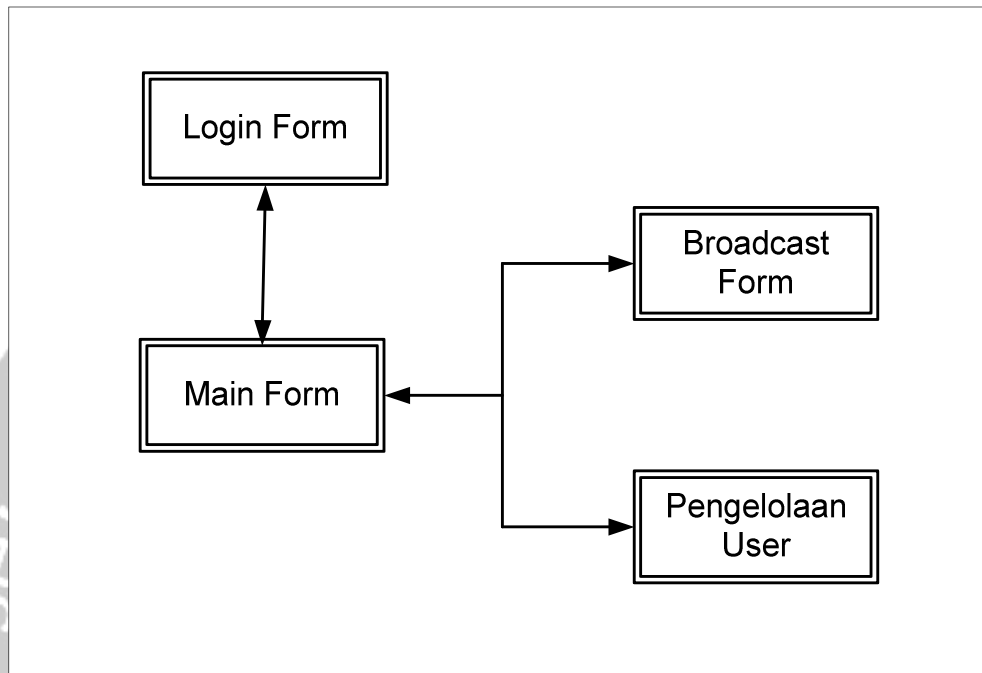 Login Form
Broadcast
Form
Main Form
Pengelolaan
User